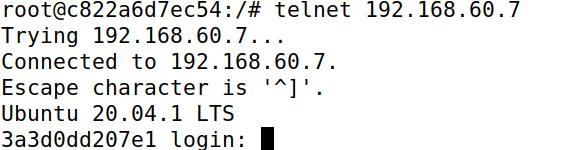 root@c822a6d7ec54:/# telnet 192.168.60.7
Trying 192.168.60.7...
Connected to 192.168.60.7.
Escape character is '^]'.
Ubuntu 20.04.1 LTS
3a3d0dd207e1 login: